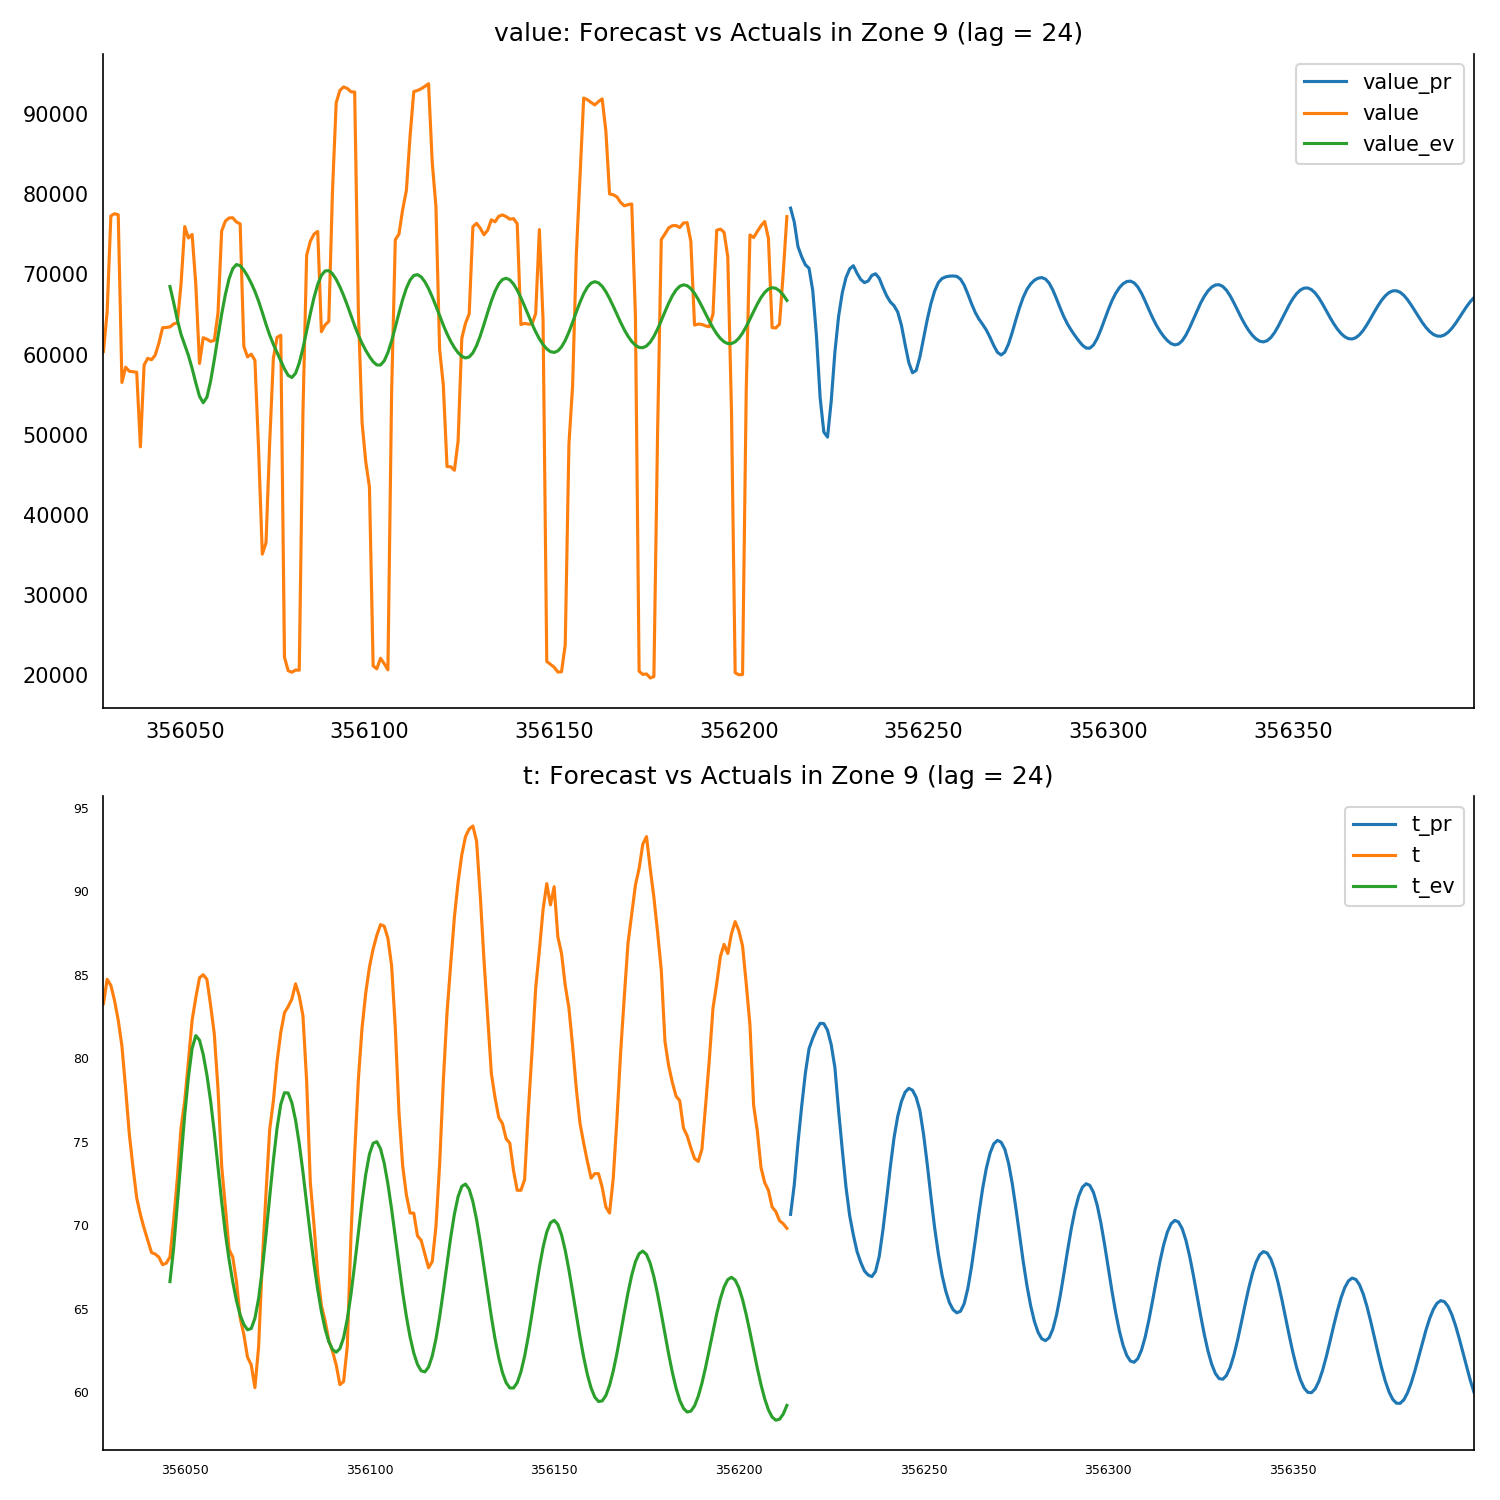 value: Forecast vs Actuals in Zone 9 (lag = 24)
value_pr
value
value_ev
90000
80000
70000
60000
50000
40000
30000
20000
356050 356100 356150 356200 356250 356300 356350
t: Forecast vs Actuals in Zone 9 (lag = 24)
t_pr
t
t_ev
95
90
85
80
75
70
65
60
356050 356100 356150 356200 356250 356300 356350